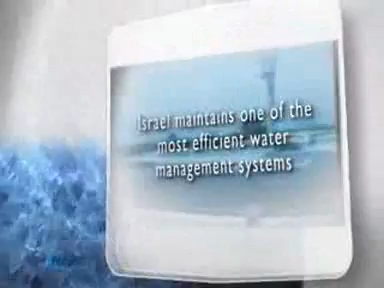 Israel maintains one of the
most efficient water
management systems